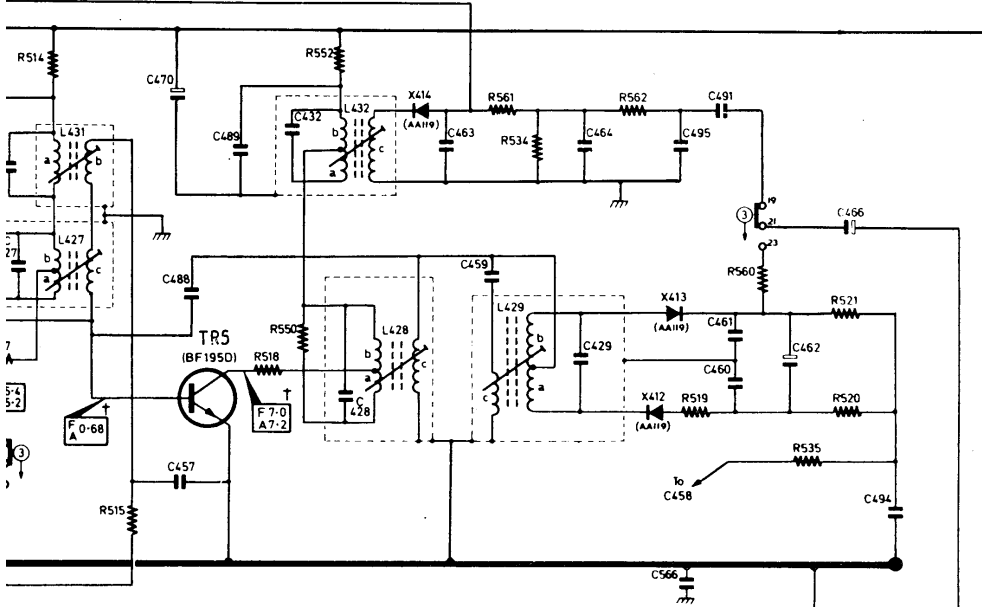 R514
C470
R552
L431
a
b
C489
C432
L432
b
a
c
X414
(AA119)
C463
R561
R534
C464
R562
C495
C491
19
3
21
23
C466
C
27
L427
b
a
c
C488
TR5
(BF195D)
R518
R550
L428
b
a
c
C
428
C459
L429
b
a
c
C429
X413
(AA119)
C461
C460
C462
R560
R521
X412
(AA119)
R519
R520
R535
To
C458
C494
7
5·4
5·2
F
A 0·68
†
F 7·0
A 7·2
†
3
C457
R515
C566